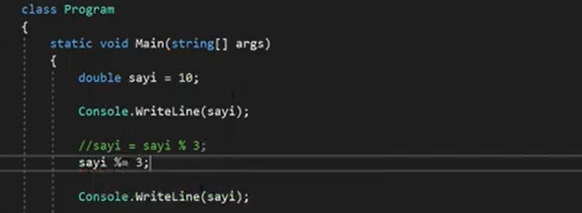 class Program
{
static void Main(string[] args)
{
double sayi = 10;
Console.WriteLine(sayi);
//sayi = sayi % 3;
sayi %= 3;
Console.WriteLine(sayi);